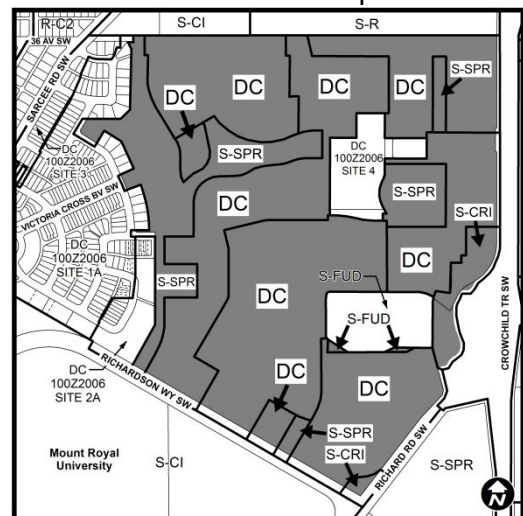 R-C2
S-CI
S-R
36 AV SW
SARCEE RD SW
DC
DC
DC
S-SPR
DC
DC
100Z2006
SITE 3
S-SPR
DC
100Z2006
SITE 4
S-SPR
VICTORIA CROSS BV SW
DC
S-CRI
DC
100Z2006
SITE 1A
DC
S-SPR
S-FUD
DC
S-FUD
CROWCHILD TR SW
DC
100Z2006
SITE 2A
RICHARDSON WY SW
DC
DC
S-SPR
Mount Royal
University
S-CI
S-CRI
RICHARD RD SW
S-SPR
N